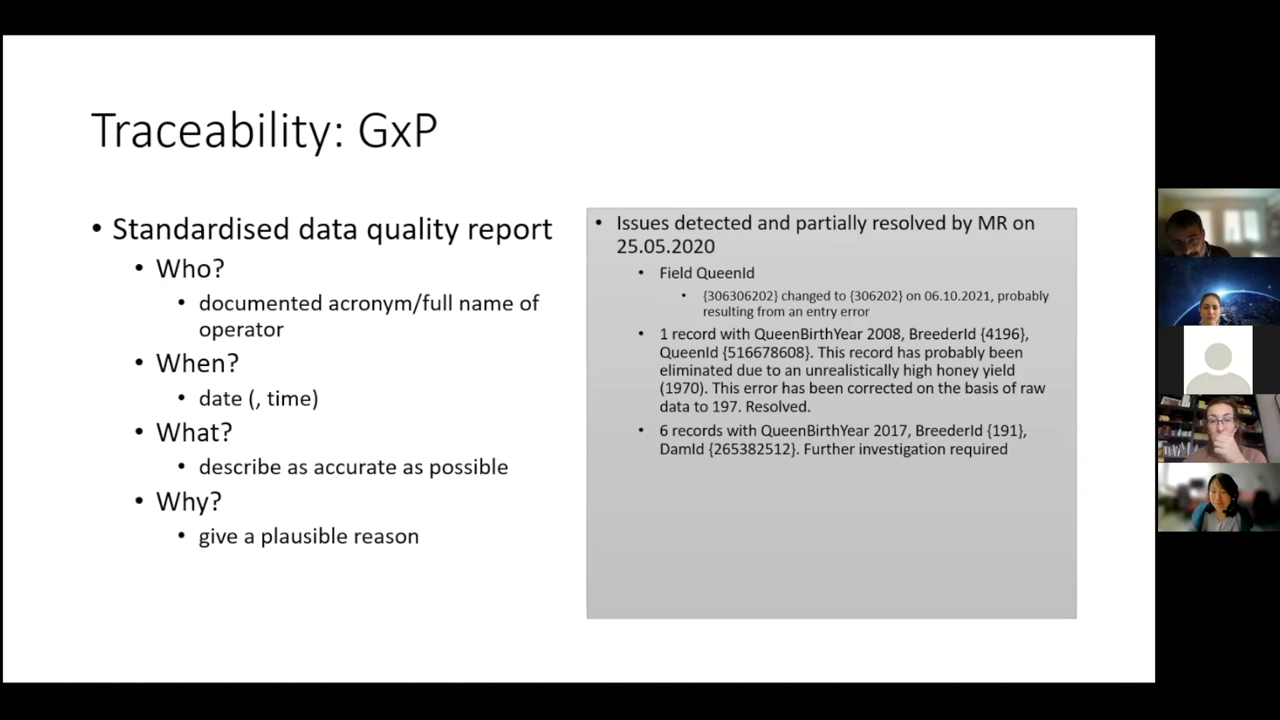 Traceability: GxP
• Standardised data quality report
• Who?
• documented acronym/full name of
operator
• When?
• date (, time)
• What?
• describe as accurate as possible
• Why?
• give a plausible reason
• Issues detected and partially resolved by MR on
25.05.2020
• Field QueenId
• {306306202} changed to {306202} on 06.10.2021, probably
resulting from an entry error
• 1 record with QueenBirthYear 2008, BreederId {4196},
QueenId {516678608}. This record has probably been
eliminated due to an unrealistically high honey yield
(1970). This error has been corrected on the basis of raw
data to 197. Resolved.
• 6 records with QueenBirthYear 2017, BreederId {191},
DamId {265382512}. Further investigation required